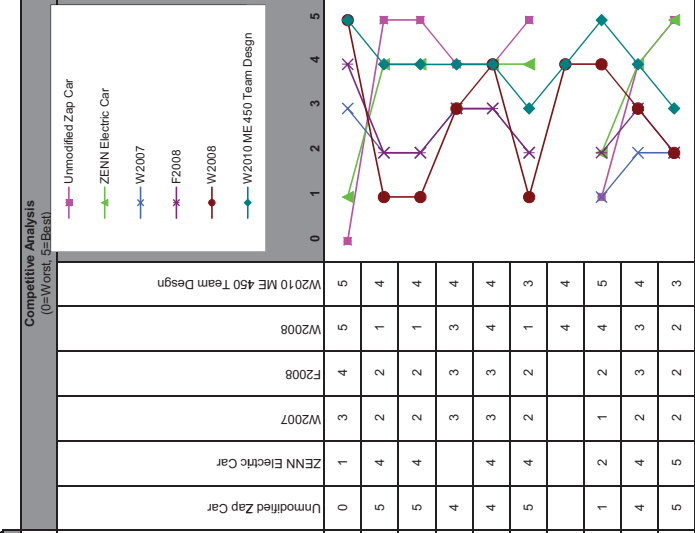 Competitive Analysis
(0=Worst, 5=Best)
Unmodified Zap Car
ZENN Electric Car
W2007
F2008
W2008
W2010 ME 450 Team Desgn
0 1 2 3 4 5
W2010 ME 450 Team Desgn 5 4 4 4 4 3 4 5 4 3
W2008 5 1 1 3 4 1 4 4 3 2
F2008 4 2 2 3 3 2 2 3 2
W2007 3 2 2 3 3 2 1 2 2
ZENN Electric Car 1 4 4 4 4 2 4 5
Unmodified Zap Car 0 5 5 4 4 5 1 4 5